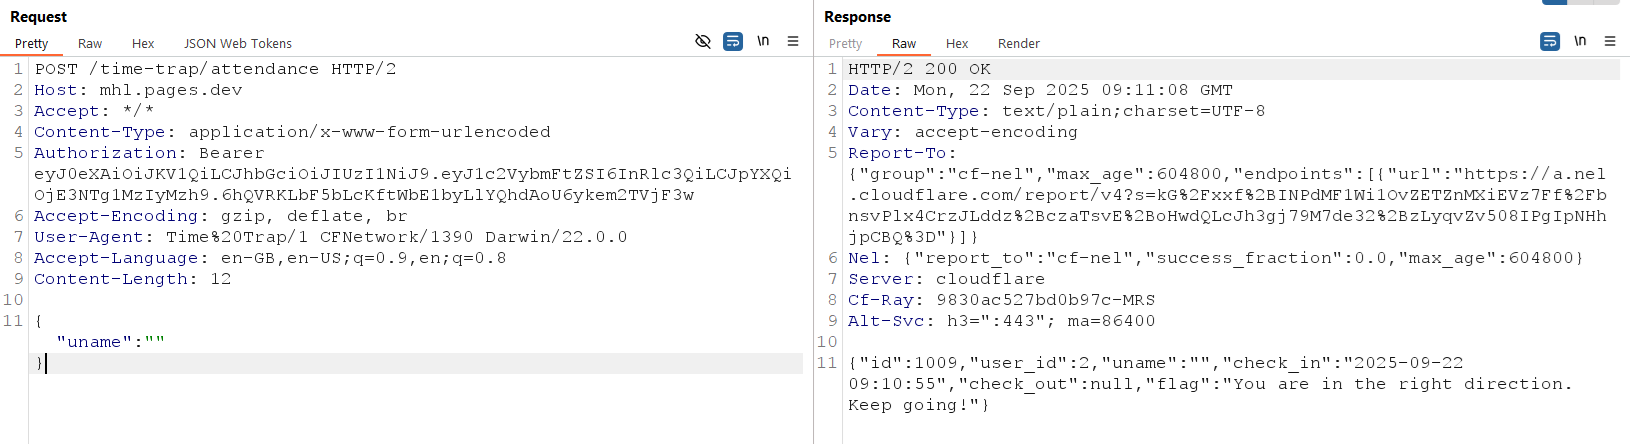 Request
Pretty Raw Hex JSON Web Tokens \n
1 POST /time-trap/attendance HTTP/2
2 Host: mhl.pages.dev
3 Accept: */*
4 Content-Type: application/x-www-form-urlencoded
5 Authorization: Bearer
eyJ0eXAiOiJKV1QiLCJhbGciOiJIUzI1NiJ9.eyJ1c2VybmFtZSI6InRlc3QiLCJpYXQi
OjE3NTg1MzIyMzh9.6hQVRKLbF5bLcKftWbE1byLlYQhdAoU6ykem2TVjF3w
6 Accept-Encoding: gzip, deflate, br
7 User-Agent: Time%20Trap/1 CFNetwork/1390 Darwin/22.0.0
8 Accept-Language: en-GB,en-US;q=0.9,en;q=0.8
9 Content-Length: 12
10
11 {
"uname":""
}
Response
Pretty Raw Hex Render \n
1 HTTP/2 200 OK
2 Date: Mon, 22 Sep 2025 09:11:08 GMT
3 Content-Type: text/plain;charset=UTF-8
4 Vary: accept-encoding
5 Report-To:
{"group":"cf-nel","max_age":604800,"endpoints":[{"url":"https://a.nel
.cloudflare.com/report/v4?s=kG%2Fxxf%2BINPdMF1Wi1OvZETZnMXiEVz7Ff%2Fb
nsvPlx4CrzJLddz%2BczaTsvE%2BoHwdQLcJh3gj79M7de32%2BzLyqvZv508IPgIpNHh
jpCBQ%3D"}]}
6 Nel: {"report_to":"cf-nel","success_fraction":0.0,"max_age":604800}
7 Server: cloudflare
8 Cf-Ray: 9830ac527bd0b97c-MRS
9 Alt-Svc: h3=":443"; ma=86400
10
11 {"id":1009,"user_id":2,"uname":"","check_in":"2025-09-22
09:10:55","check_out":null,"flag":"You are in the right direction.
Keep going!"}